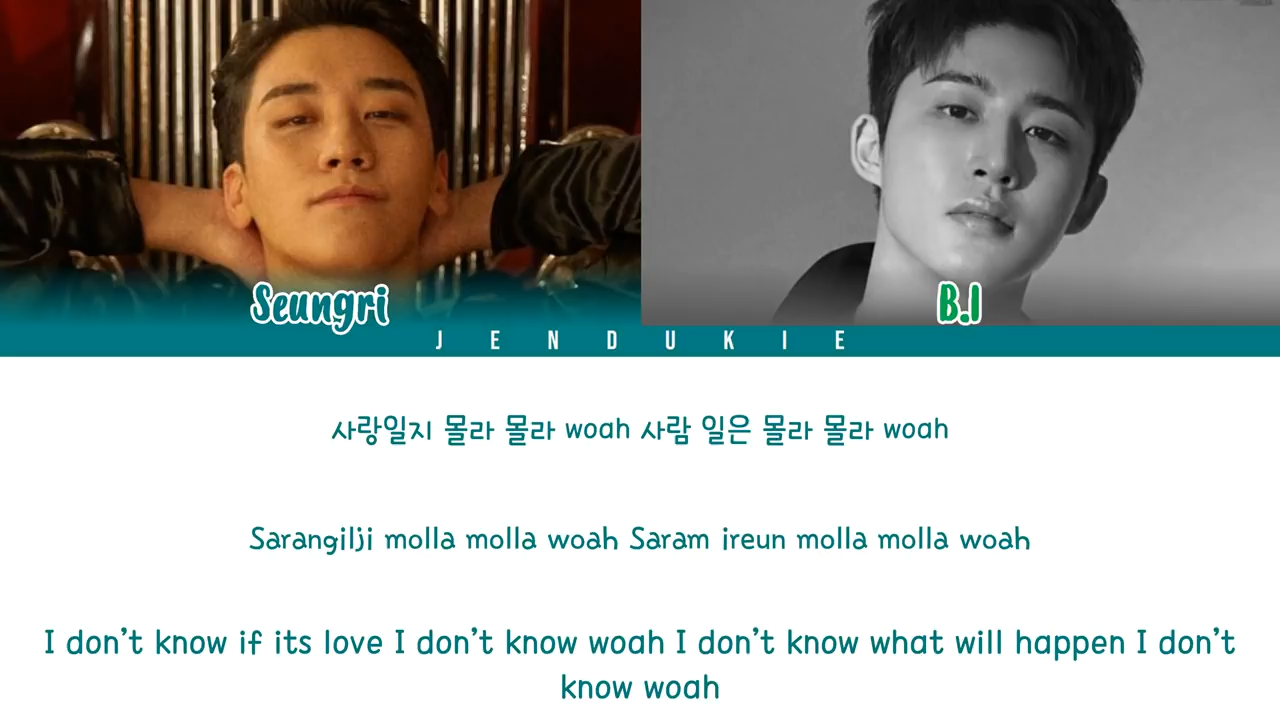 Seungri
B.I
JENDUKIE
사랑일지 몰라 몰라 woah 사람 일은 몰라 몰라 woah
Sarangilji molla molla woah Saram ireun molla molla woah
I don't know if its love I don't know woah I don't know what will happen I don't
know woah